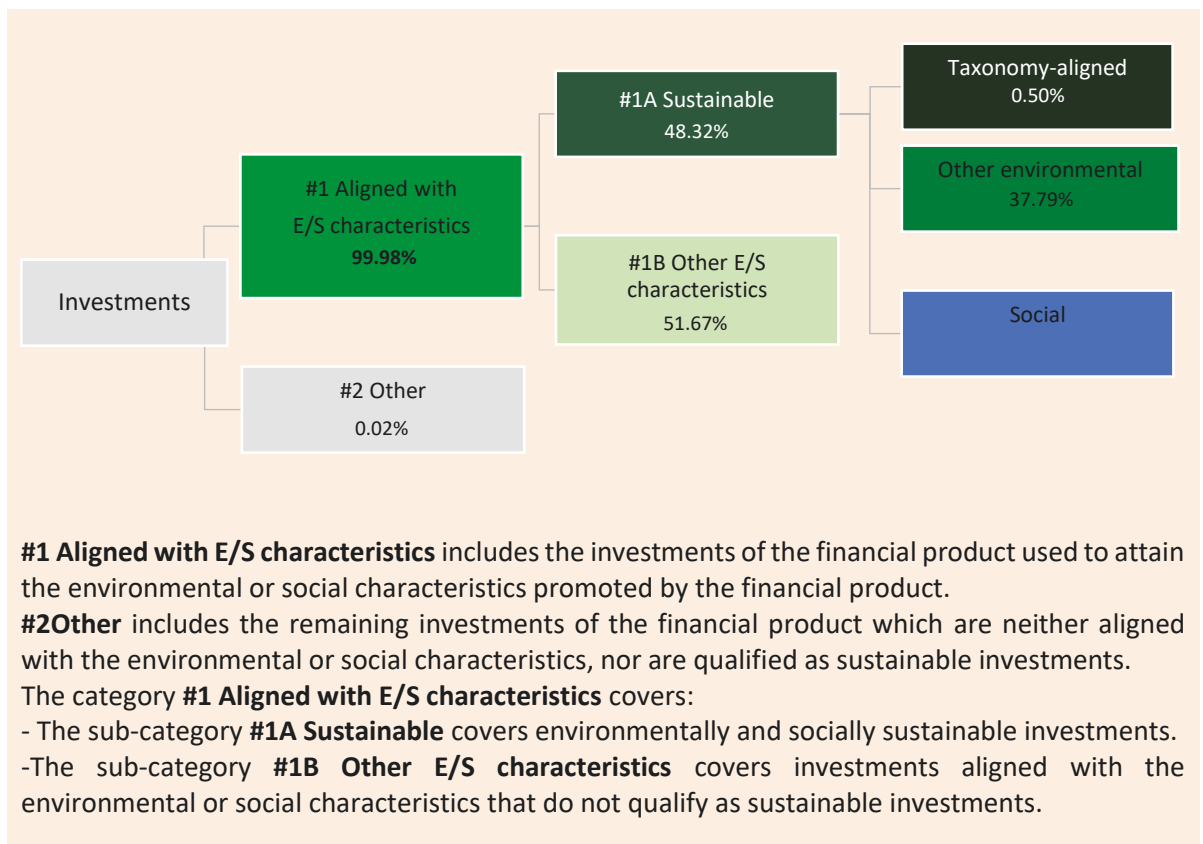 Investments
#1 Aligned with
E/S characteristics
99.98%
#2 Other
0.02%
#1A Sustainable
48.32%
#1B Other E/S
characteristics
51.67%
Taxonomy-aligned
0.50%
Other environmental
37.79%
Social
#1 Aligned with E/S characteristics includes the investments of the financial product used to attain
the environmental or social characteristics promoted by the financial product.
#2Other includes the remaining investments of the financial product which are neither aligned
with the environmental or social characteristics, nor are qualified as sustainable investments.
The category #1 Aligned with E/S characteristics covers:
- The sub-category #1A Sustainable covers environmentally and socially sustainable investments.
-The sub-category #1B Other E/S characteristics covers investments aligned with the
environmental or social characteristics that do not qualify as sustainable investments.